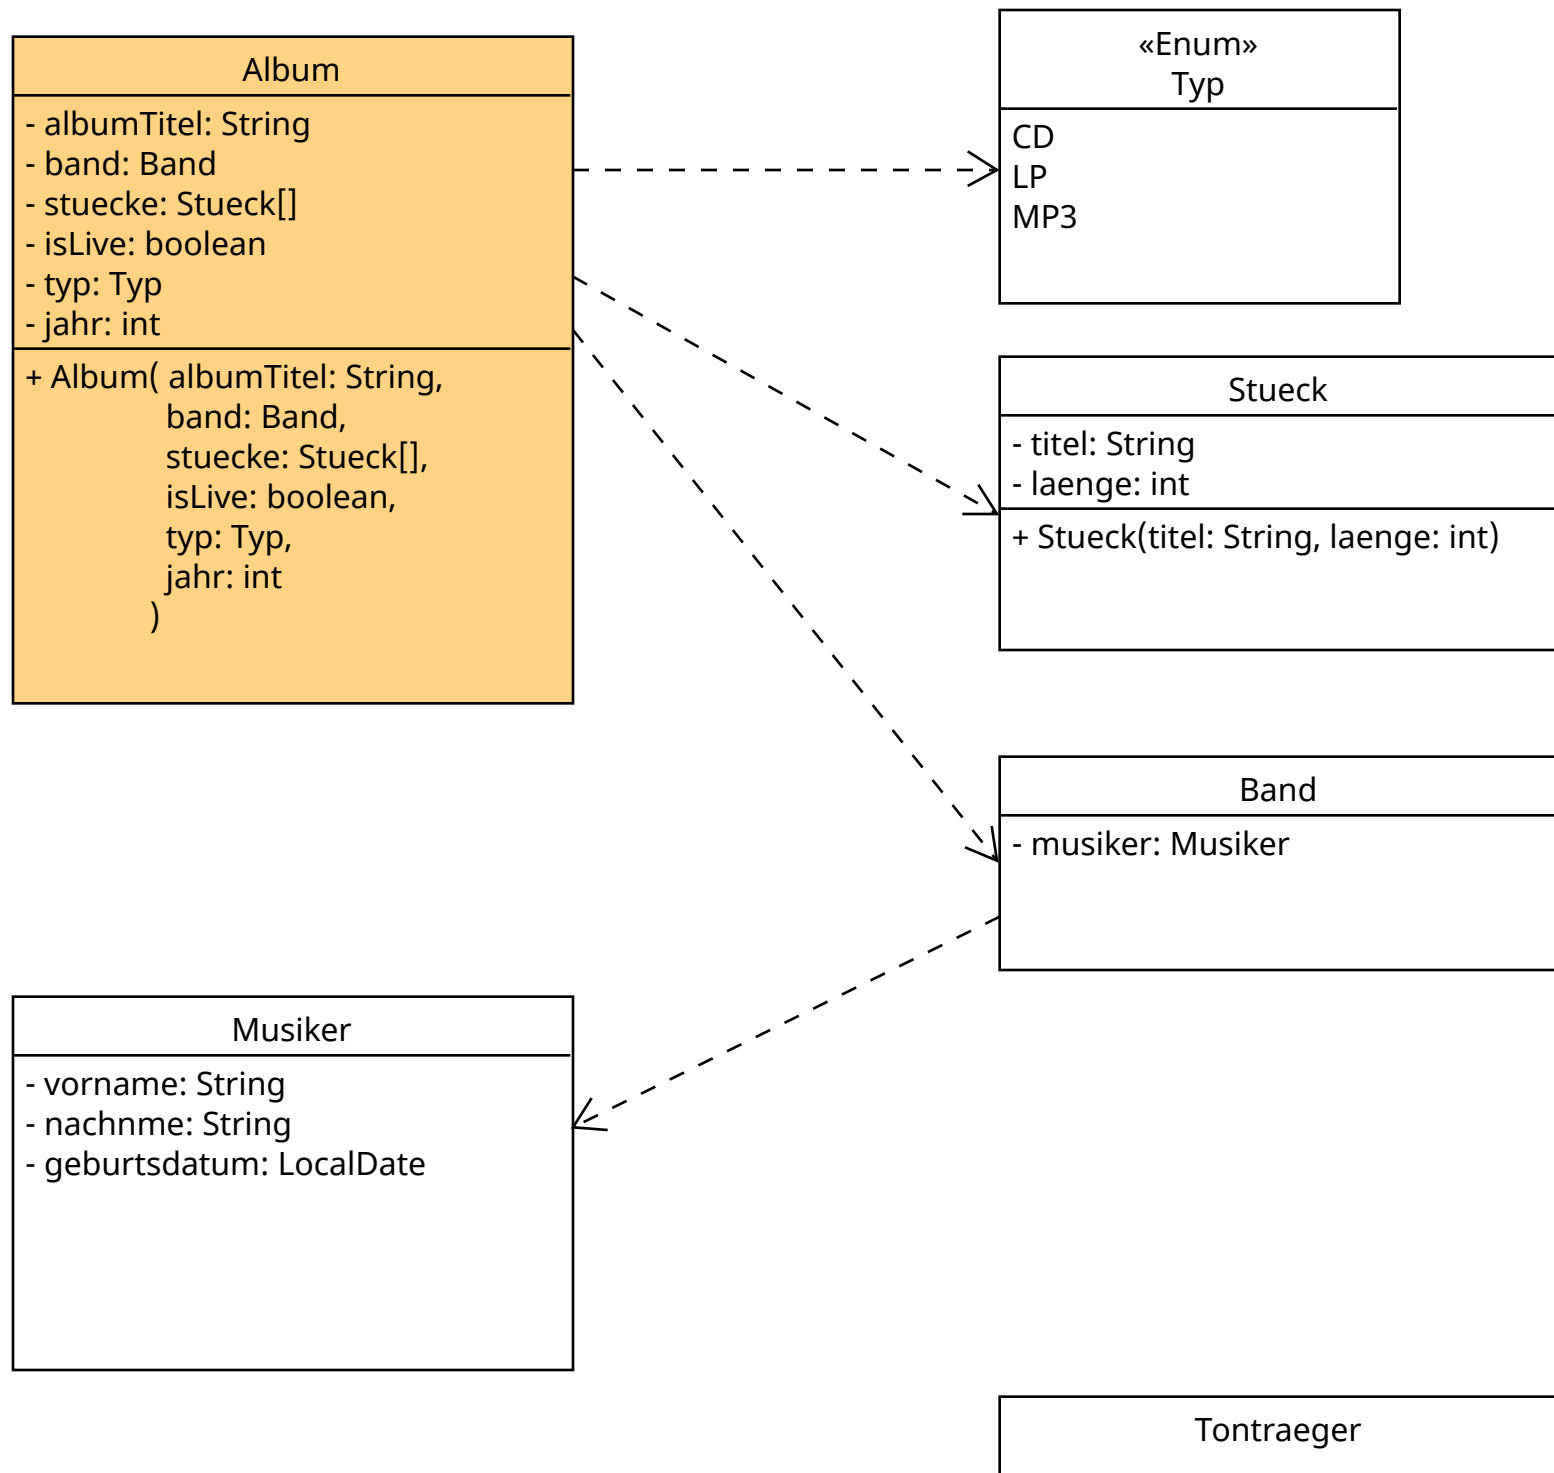 Album
- albumTitel: String
- band: Band
- stuecke: Stueck[]
- isLive: boolean
- typ: Typ
- jahr: int
+ Album( albumTitel: String,
band: Band,
stuecke: Stueck[],
isLive: boolean,
typ: Typ,
jahr: int
)
«Enum»
Typ
CD
LP
MP3
Stueck
- titel: String
- laenge: int
+ Stueck(titel: String, laenge: int)
Band
- musiker: Musiker
Musiker
- vorname: String
- nachnme: String
- geburtsdatum: LocalDate
Tontraeger